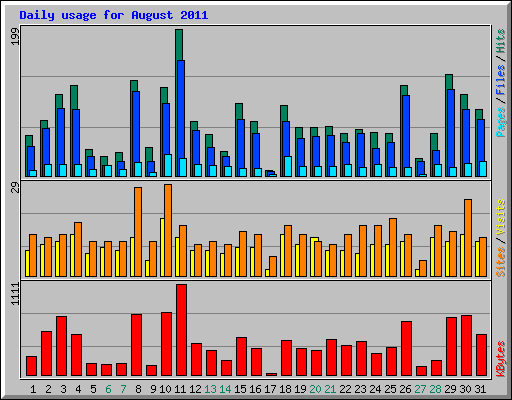 Daily usage for August 2011
199
Pages / Files / Hits
29
Sites / Visits
1111
KBytes
1 2 3 4 5 6 7 8 9 10 11 12 13 14 15 16 17 18 19 20 21 22 23 24 25 26 27 28 29 30 31